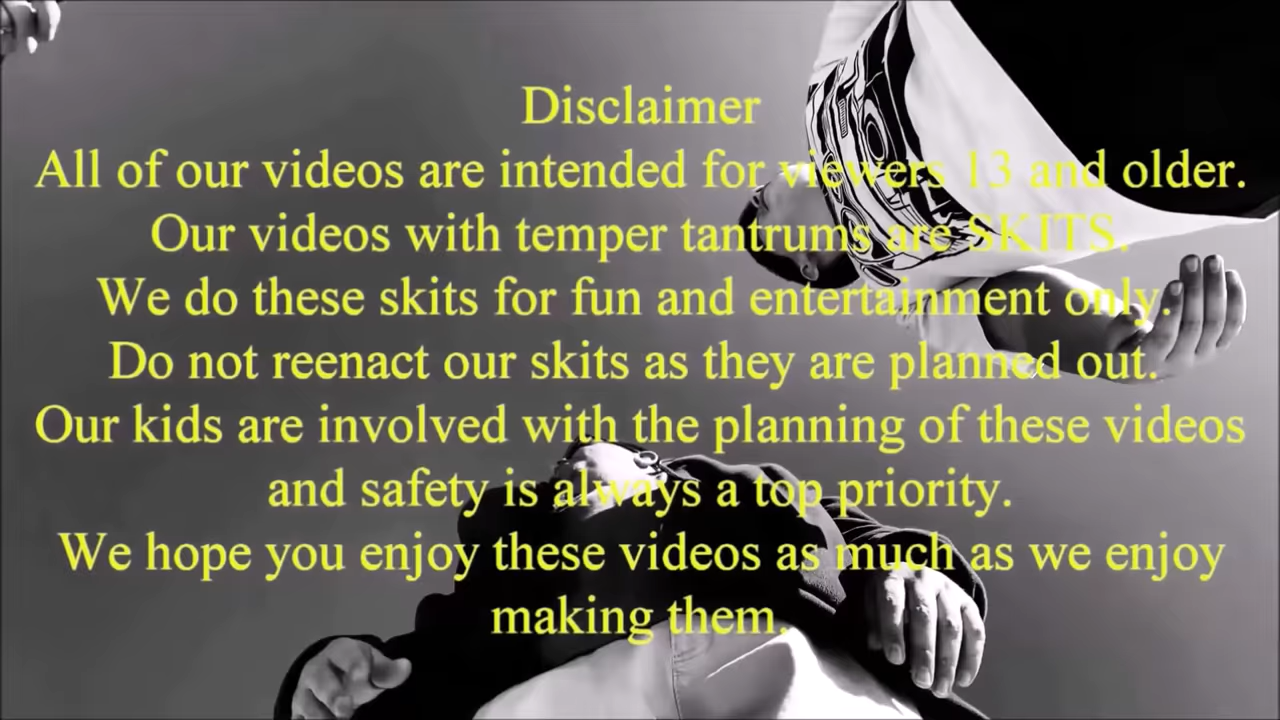 Disclaimer
All of our videos are intended for viewers 13 and older.
Our videos with temper tantrums are SKITS.
We do these skits for fun and entertainment only.
Do not reenact our skits as they are planned out.
Our kids are involved with the planning of these videos
and safety is always a top priority.
We hope you enjoy these videos as much as we enjoy
making them.